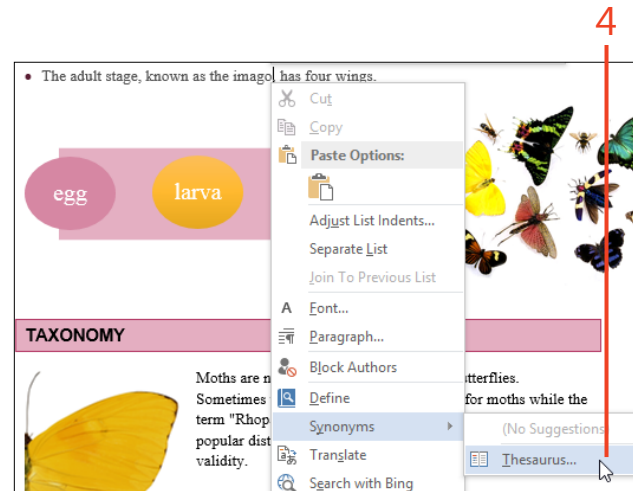 4
• The adult stage, known as the imago, has four wings.
Cut
Copy
Paste Options:
egg
larva
Adjust List Indents...
Separate List
Join To Previous List
A Font...
TAXONOMY
Paragraph...
Moths are
Block Authors
butterflies.
Sometimes
Define
for moths while the
term "Rhop
Synonyms
(No Suggestions
popular dist
Translate
Thesaurus...
validity.
Search with Bing